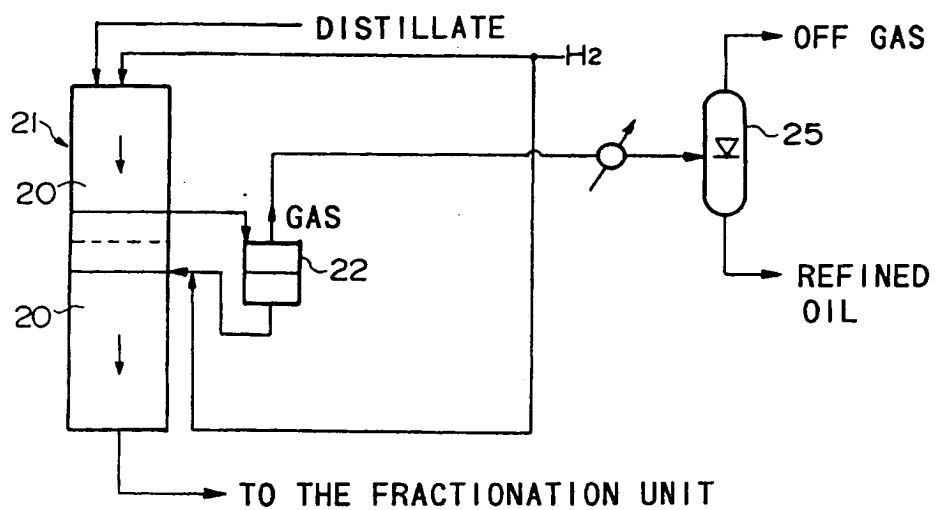 DISTILLATE
H2
OFF GAS
21
25
20
GAS
22
20
REFINED
OIL
TO THE FRACTIONATION UNIT